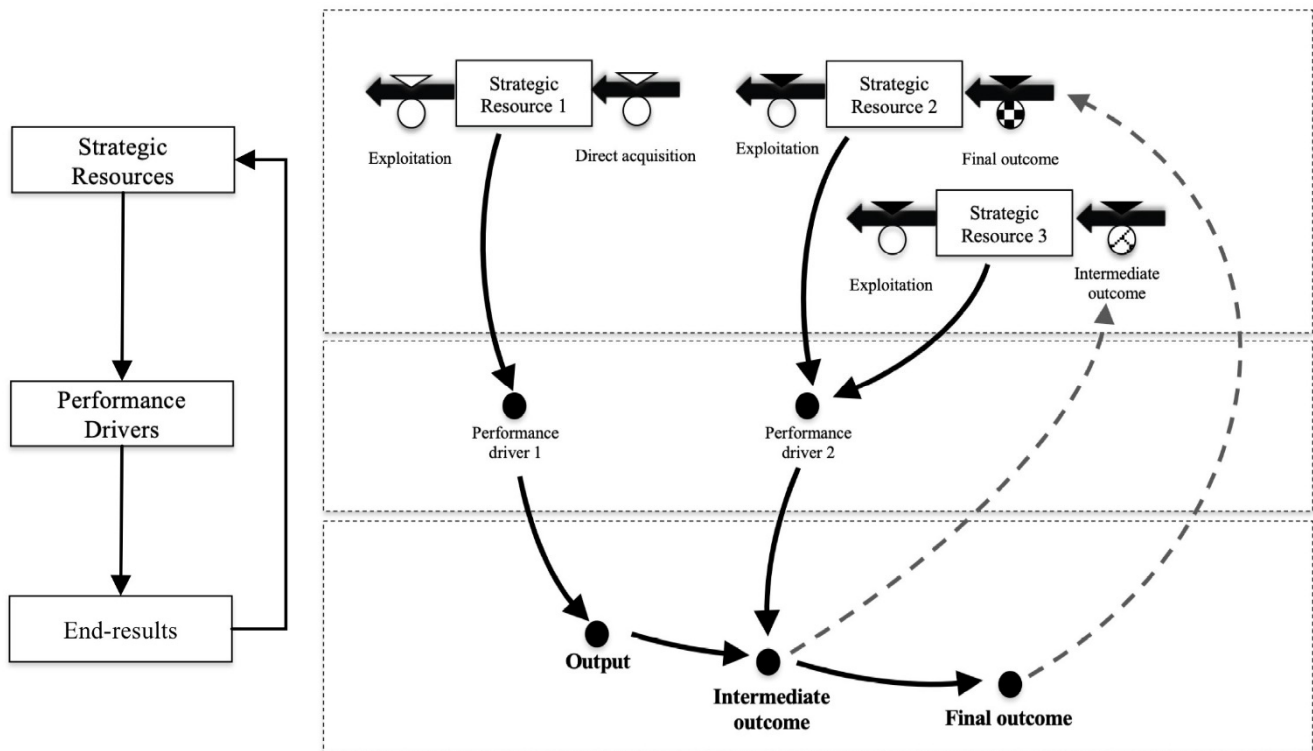 Strategic
Resources
Performance
Drivers
End-results
Strategic
Resource 1
Exploitation
Direct acquisition
Strategic
Resource 2
Exploitation
Final outcome
Strategic
Resource 3
Exploitation
Intermediate
outcome
Performance
driver 1
Performance
driver 2
Output
Intermediate
outcome
Final outcome